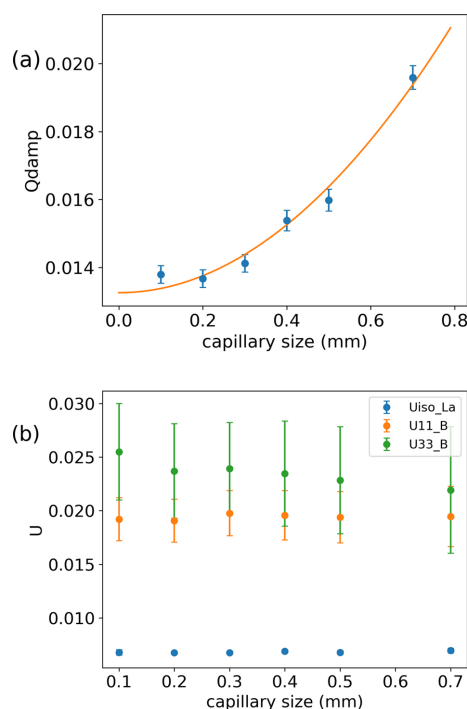 (a)
Qdamp
0.020
0.018
0.016
0.014
0.0 0.2 0.4 0.6 0.8
capillary size (mm)
(b)
U
0.030
0.025
0.020
0.015
0.010
Uiso_La
U11_B
U33_B
0.1 0.2 0.3 0.4 0.5 0.6 0.7
capillary size (mm)